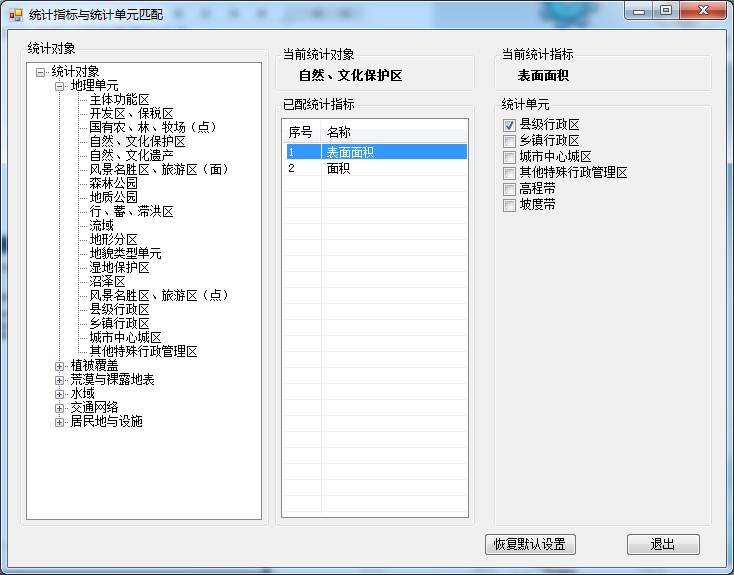 统计指标与统计单元匹配
统计对象
统计对象
地理单元
主体功能区
开发区、保税区
国有农、林、牧场（点）
自然、文化保护区
自然、文化遗产
风景名胜区、旅游区（面）
森林公园
地质公园
行、蓄、滞洪区
流域
地形分区
地貌类型单元
湿地保护区
沼泽区
风景名胜区、旅游区（点）
县级行政区
乡镇行政区
城市中心城区
其他特殊行政管理区
植被覆盖
荒漠与裸露地表
水域
交通网络
居民地与设施
当前统计对象
自然、文化保护区
已配统计指标
序号 名称
1 表面面积
2 面积
当前统计指标
表面面积
统计单元
县级行政区
乡镇行政区
城市中心城区
其他特殊行政管理区
高程带
坡度带
恢复默认设置
退出